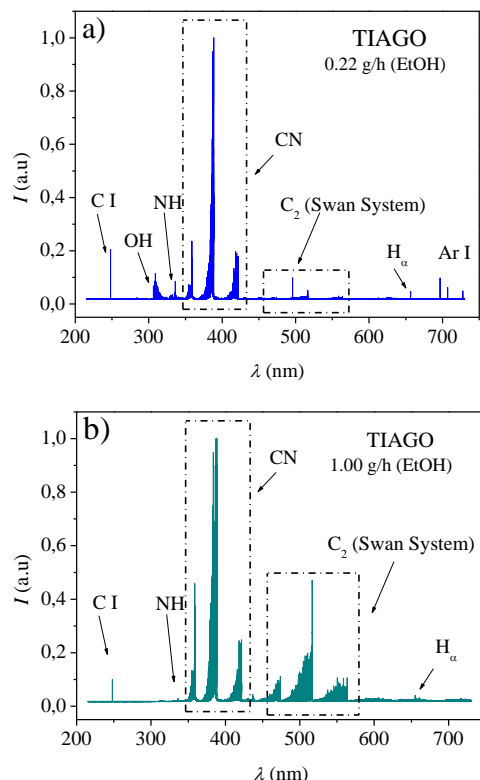 a)
TIAGO
0.22 g/h (EtOH)
CN
C I
NH
OH
C₂ (Swan System)
Hα
Ar I
I (a.u)
1,0
0,8
0,6
0,4
0,2
0,0
200 300 400 500 600 700
λ (nm)
b)
TIAGO
1.00 g/h (EtOH)
CN
C₂ (Swan System)
C I
NH
Hα
I (a.u)
1,0
0,8
0,6
0,4
0,2
0,0
200 300 400 500 600 700
λ (nm)